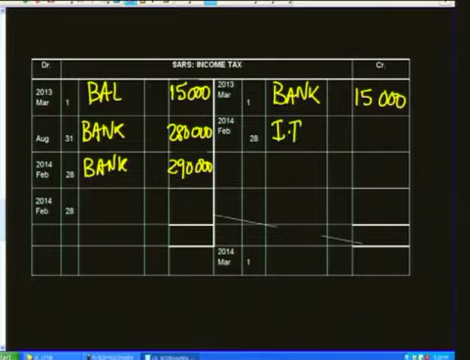 Dr. SARS: INCOME TAX Cr.
2013 Mar 1 BAL 15000 2013 Mar 1 BANK 15 000
Aug 31 BANK 280000 2014 Feb 28 I.T
2014 Feb 28 BANK 290000
2014 Feb 28
2014 Mar 1